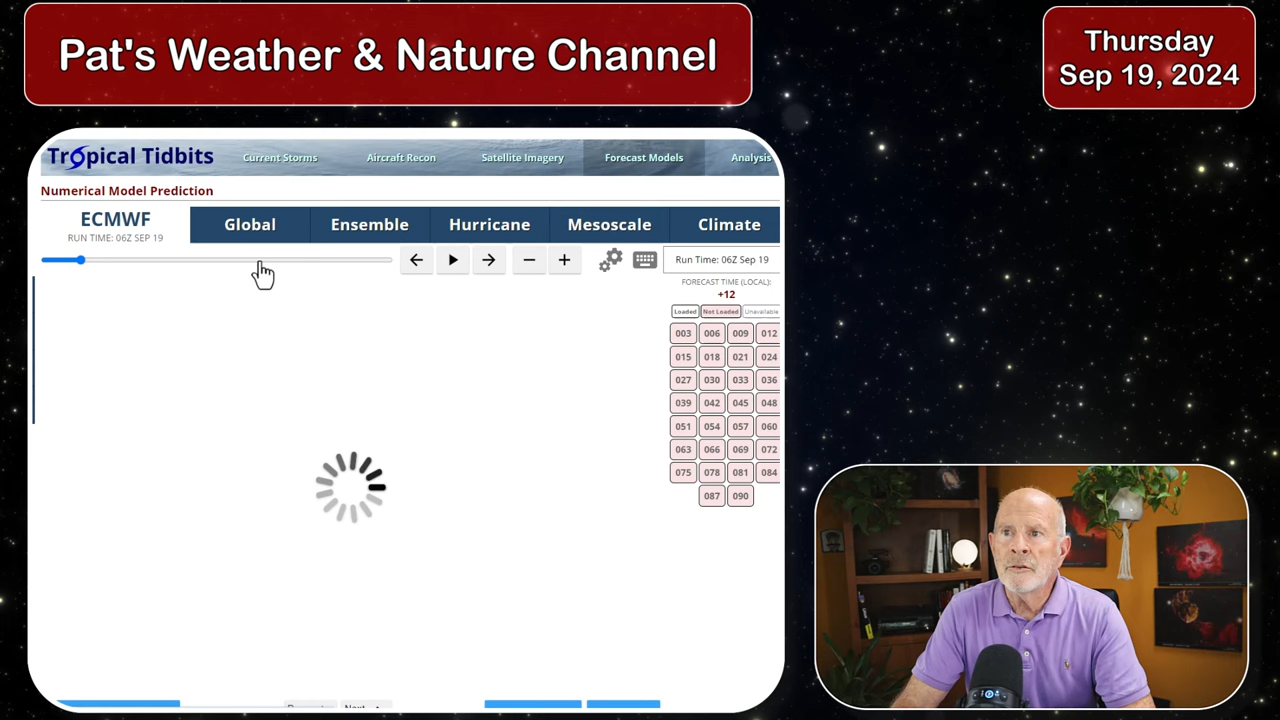 Pat's Weather & Nature Channel
Thursday
Sep 19, 2024
Tropical Tidbits
Current Storms
Aircraft Recon
Satellite Imagery
Forecast Models
Analysis
Numerical Model Prediction
ECMWF
RUN TIME: 06Z SEP 19
Global
Ensemble
Hurricane
Mesoscale
Climate
Run Time: 06Z Sep 19
FORECAST TIME (LOCAL):
+12
Loaded Not Loaded Unavailable
003 006 009 012
015 018 021 024
027 030 033 036
039 042 045 048
051 054 057 060
063 066 069 072
075 078 081 084
087 090